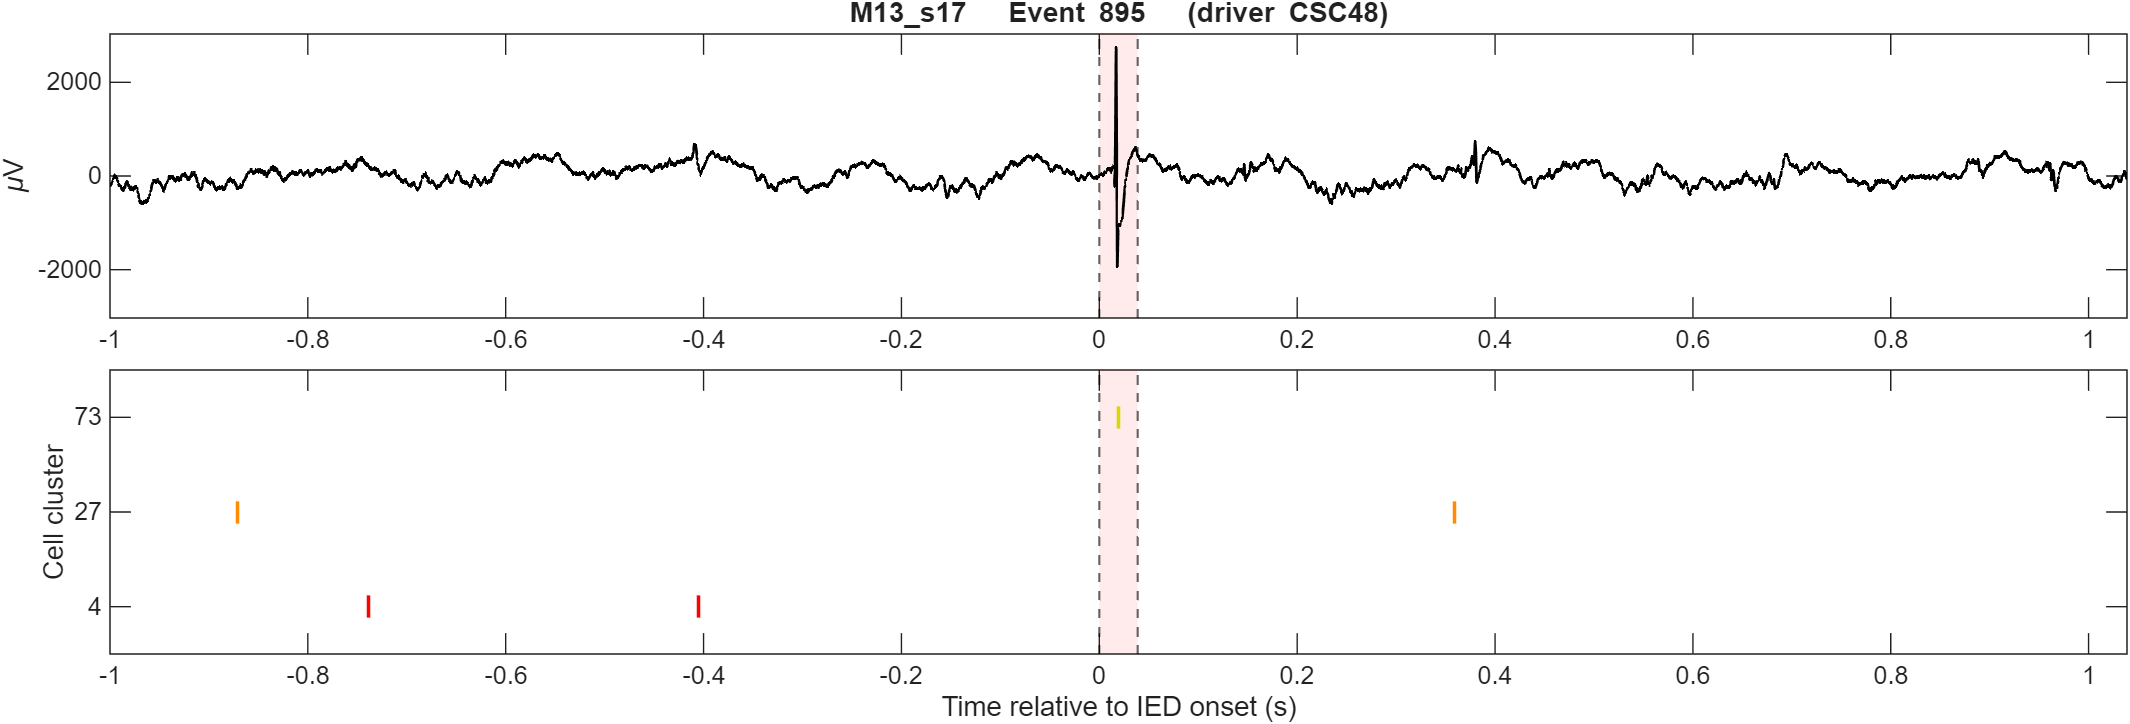 M13_s17 Event 895 (driver CSC48)
µV
2000
0
-2000
-1 -0.8 -0.6 -0.4 -0.2 0 0.2 0.4 0.6 0.8 1
Cell cluster
73
27
4
-1 -0.8 -0.6 -0.4 -0.2 0 0.2 0.4 0.6 0.8 1
Time relative to IED onset (s)